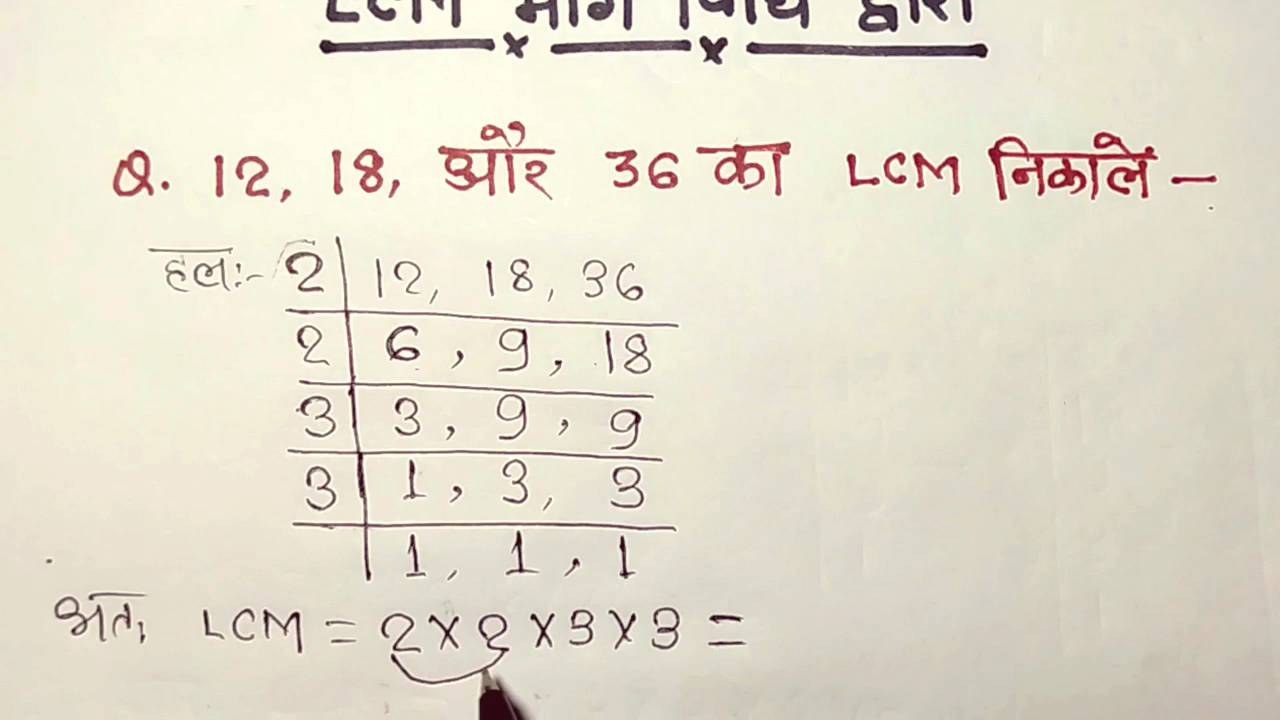 भाग विधि द्वारा
Q. 12, 18, और 36 का LCM निकालें –
हल:- 2 | 12, 18, 36
2 | 6, 9, 18
3 | 3, 9, 9
3 | 1, 3, 3
| 1, 1, 1
अत: LCM = 2 × 2 × 3 × 3 =